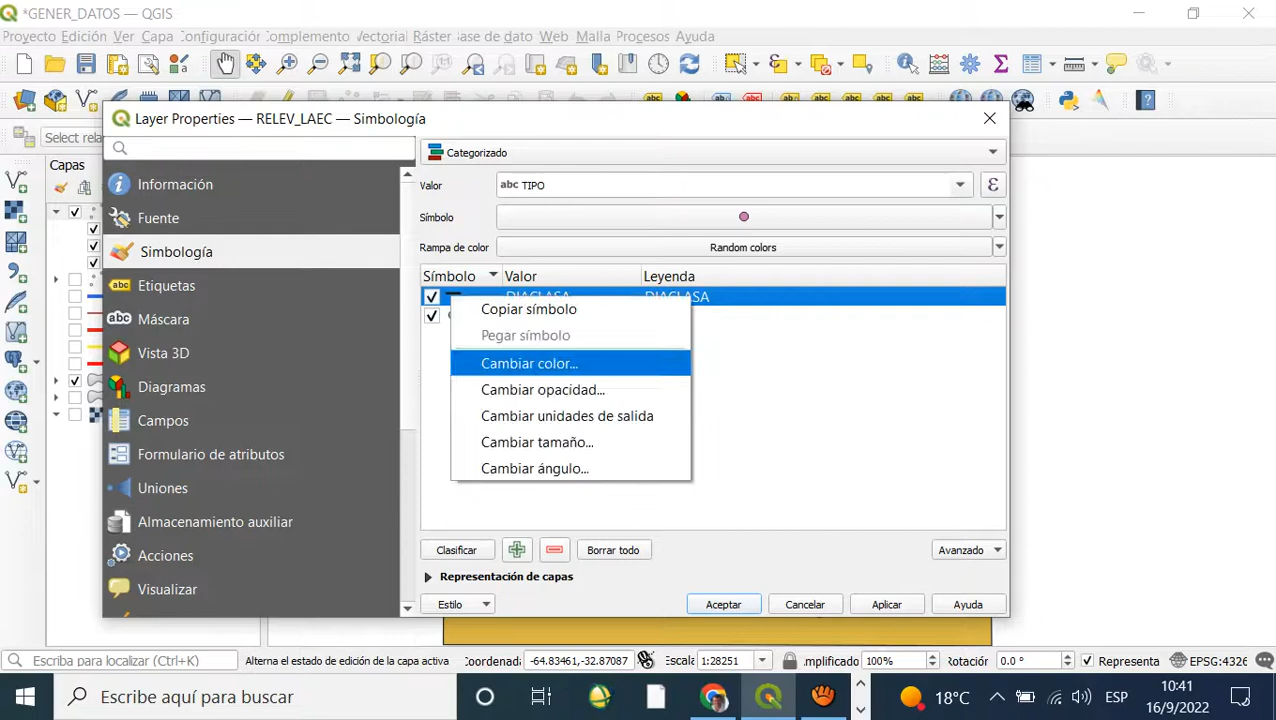 *GENER_DATOS — QGIS
Proyecto Edición Ver Capa Configuración Complemento Vectorial Ráster Base de dato Web Malla Procesos Ayuda
Layer Properties — RELEV_LAEC — Simbología
Select rela
Capas
Información
Fuente
Simbología
Etiquetas
Máscara
Vista 3D
Diagramas
Campos
Formulario de atributos
Uniones
Almacenamiento auxiliar
Acciones
Visualizar
Categorizado
Valor abc TIPO
Símbolo
Rampa de color Random colors
Símbolo Valor Leyenda
DIACLASA DIACLASA
Copiar símbolo
Pegar símbolo
Cambiar color...
Cambiar opacidad...
Cambiar unidades de salida
Cambiar tamaño...
Cambiar ángulo...
Clasificar Borrar todo Avanzado
Representación de capas
Estilo Aceptar Cancelar Aplicar Ayuda
Escriba para localizar (Ctrl+K) Alterna el estado de edición de la capa activa Coordenad -64.83461,-32.87087 Escala 1:28251 amplificado 100% Rotación 0.0 ° Representa EPSG:4326
Escribe aquí para buscar 18°C ESP 10:41
16/9/2022